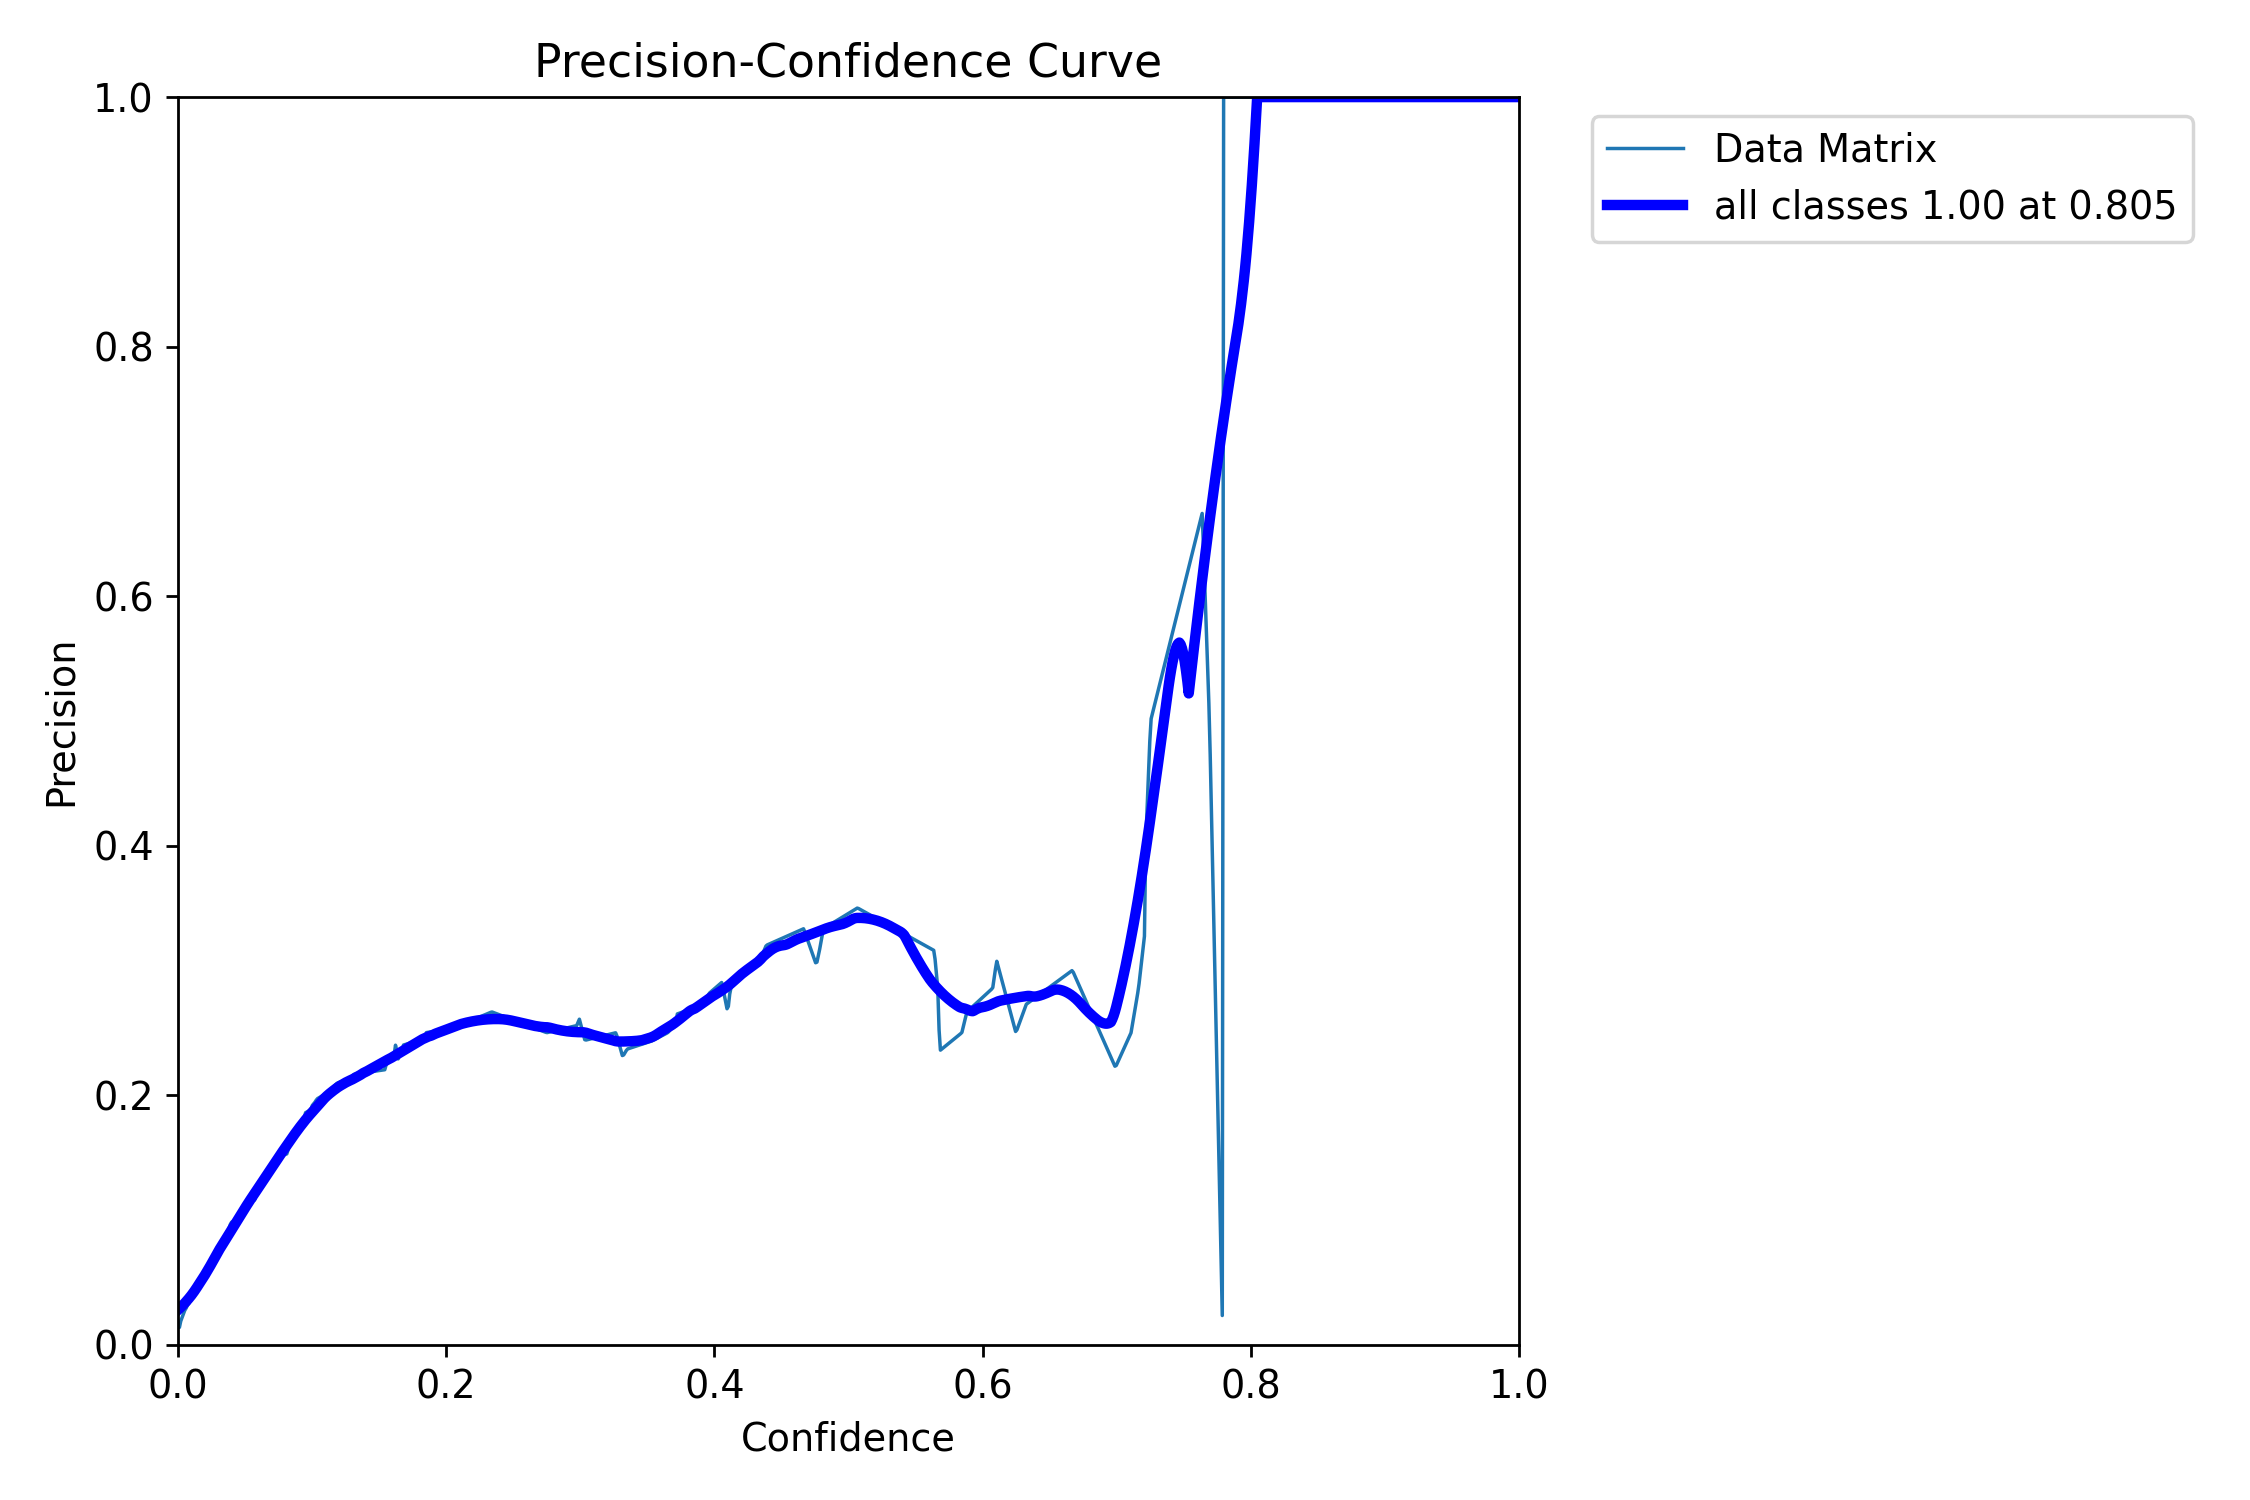 Precision-Confidence Curve
1.0
0.8
0.6
0.4
0.2
0.0
Precision
0.0 0.2 0.4 0.6 0.8 1.0
Confidence
Data Matrix
all classes 1.00 at 0.805